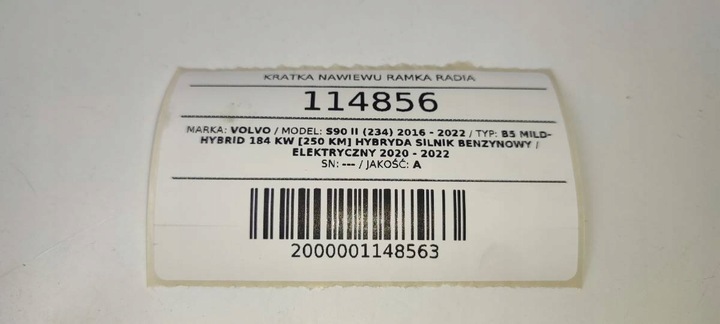 KRATKA NAWIEWU RAMKA RADIA
114856
MARKA: VOLVO / MODEL: S90 II (234) 2016 - 2022 / TYP: B5 MILD-
HYBRID 184 KW [250 KM] HYBRYDA SILNIK BENZYNOWY /
ELEKTRYCZNY 2020 - 2022
SN: --- / JAKOŚĆ: A
2000001148563